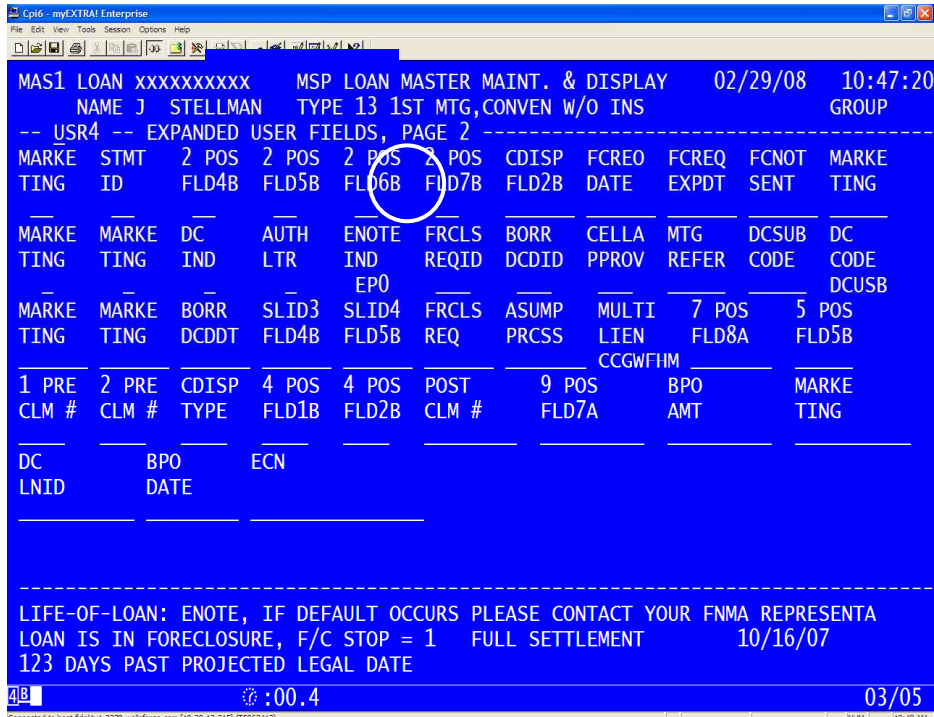 Cpi6 - myEXTRA! Enterprise
File Edit View Tools Session Options Help
MAS1 LOAN xxxxxxxxxx MSP LOAN MASTER MAINT. & DISPLAY 02/29/08 10:47:20
NAME J STELLMAN TYPE 13 1ST MTG,CONVEN W/O INS GROUP
-- USR4 -- EXPANDED USER FIELDS, PAGE 2 --
MARKE STMT 2 POS 2 POS 2 POS 2 POS CDISP FCREO FCREQ FCNOT MARKE
TING ID FLD4B FLD5B FLD6B FLD7B FLD2B DATE EXPDT SENT TING
MARKE MARKE DC AUTH ENOTE FRCLS BORR CELLA MTG DCSUB DC
TING TING IND LTR IND REQID DCDID PPROV REFER CODE CODE
EP0 DCUSB
MARKE MARKE BORR SLID3 SLID4 FRCLS ASUMP MULTI 7 POS 5 POS
TING TING DCDDT FLD4B FLD5B REQ PRCSS LIEN FLD8A FLD5B
CCGWFHM
1 PRE 2 PRE CDISP 4 POS 4 POS POST 9 POS BPO MARKE
CLM # CLM # TYPE FLD1B FLD2B CLM # FLD7A AMT TING
DC BPO ECN
LNID DATE
LIFE-OF-LOAN: ENOTE, IF DEFAULT OCCURS PLEASE CONTACT YOUR FNMA REPRESENTA
LOAN IS IN FORECLOSURE, F/C STOP = 1 FULL SETTLEMENT 10/16/07
123 DAYS PAST PROJECTED LEGAL DATE
4B :00.4 03/05